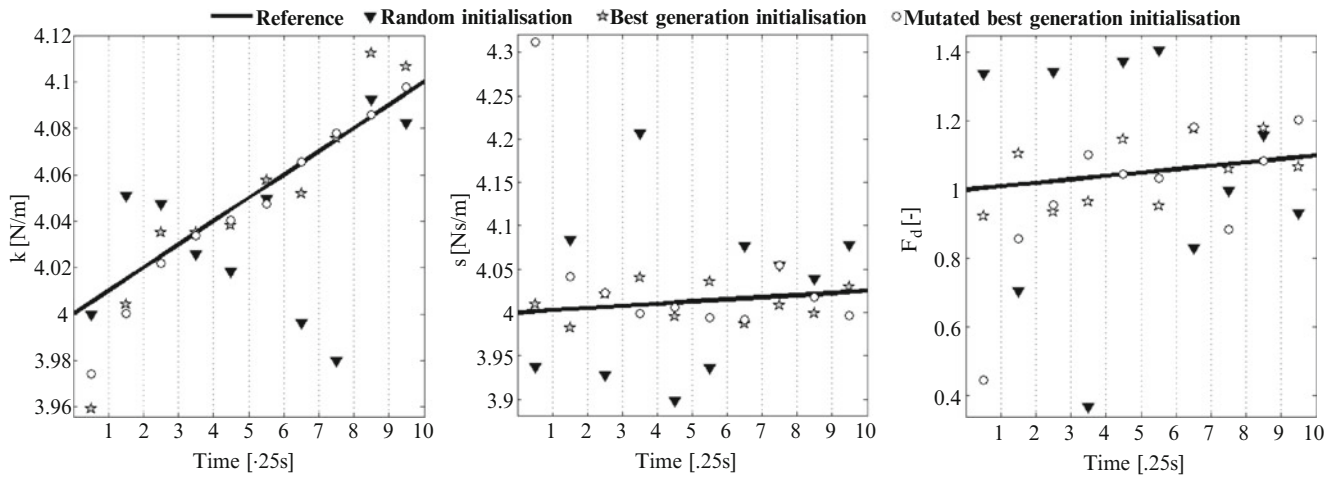 Reference Random initialisation Best generation initialisation Mutated best generation initialisation
4.12
4.1
4.08
4.06
4.04
4.02
4
3.98
3.96
k [N/m]
1 2 3 4 5 6 7 8 9 10
Time [·25s]
4.3
4.25
4.2
4.15
4.1
4.05
4
3.95
3.9
s [Ns/m]
1 2 3 4 5 6 7 8 9 10
Time [.25s]
1.4
1.2
1
0.8
0.6
0.4
F_d [-]
1 2 3 4 5 6 7 8 9 10
Time [.25s]